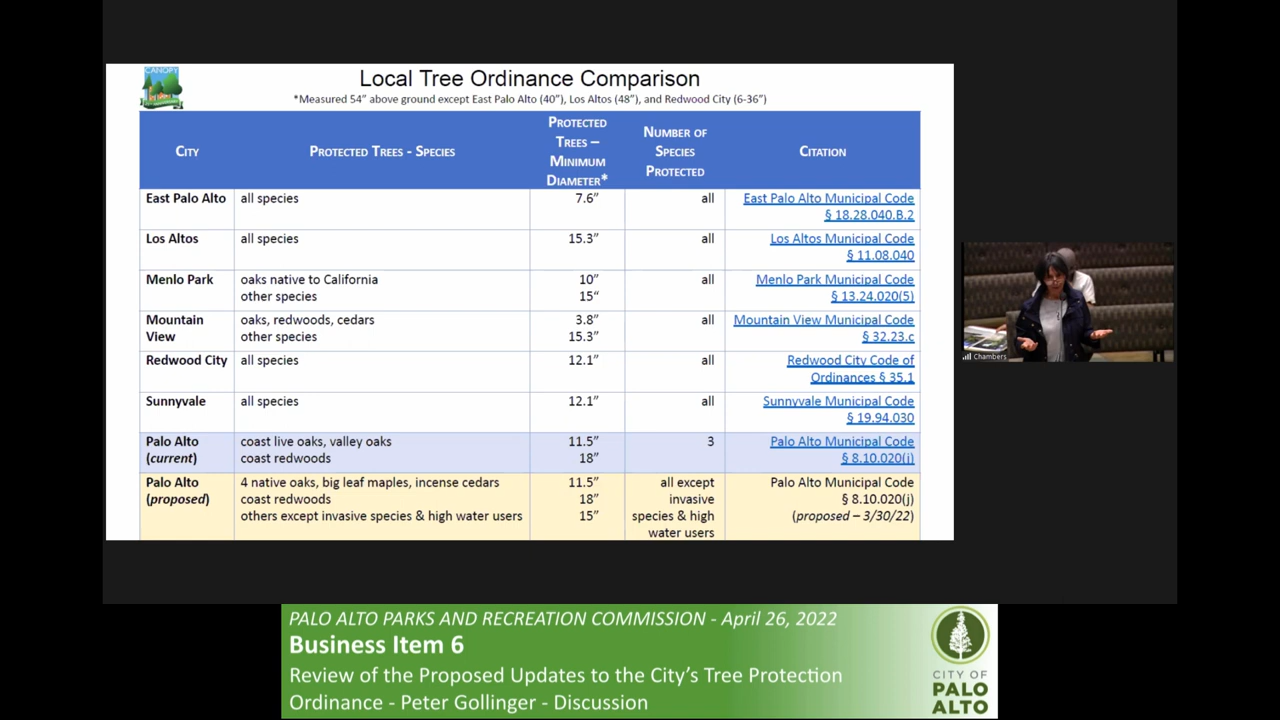 CANOPY
Local Tree Ordinance Comparison
*Measured 54" above ground except East Palo Alto (40"), Los Altos (48"), and Redwood City (6-36")
CITY
PROTECTED TREES - SPECIES
PROTECTED
TREES –
MINIMUM
DIAMETER*
NUMBER OF
SPECIES
PROTECTED
CITATION
East Palo Alto all species 7.6" all East Palo Alto Municipal Code
§ 18.28.040.B.2
Los Altos all species 15.3" all Los Altos Municipal Code
§ 11.08.040
Menlo Park oaks native to California 10" all Menlo Park Municipal Code
other species 15" § 13.24.020(5)
Mountain oaks, redwoods, cedars 3.8" all Mountain View Municipal Code
View other species 15.3" § 32.23.c
Redwood City all species 12.1" all Redwood City Code of
Ordinances § 35.1
Sunnyvale all species 12.1" all Sunnyvale Municipal Code
§ 19.94.030
Palo Alto coast live oaks, valley oaks 11.5" 3 Palo Alto Municipal Code
(current) coast redwoods 18" § 8.10.020(j)
Palo Alto 4 native oaks, big leaf maples, incense cedars 11.5" all except Palo Alto Municipal Code
(proposed) coast redwoods 18" invasive § 8.10.020(j)
others except invasive species & high water users 15" species & high (proposed – 3/30/22)
water users
Chambers
PALO ALTO PARKS AND RECREATION COMMISSION - April 26, 2022
Business Item 6
Review of the Proposed Updates to the City's Tree Protection
Ordinance - Peter Gollinger - Discussion
CITY OF
PALO
ALTO